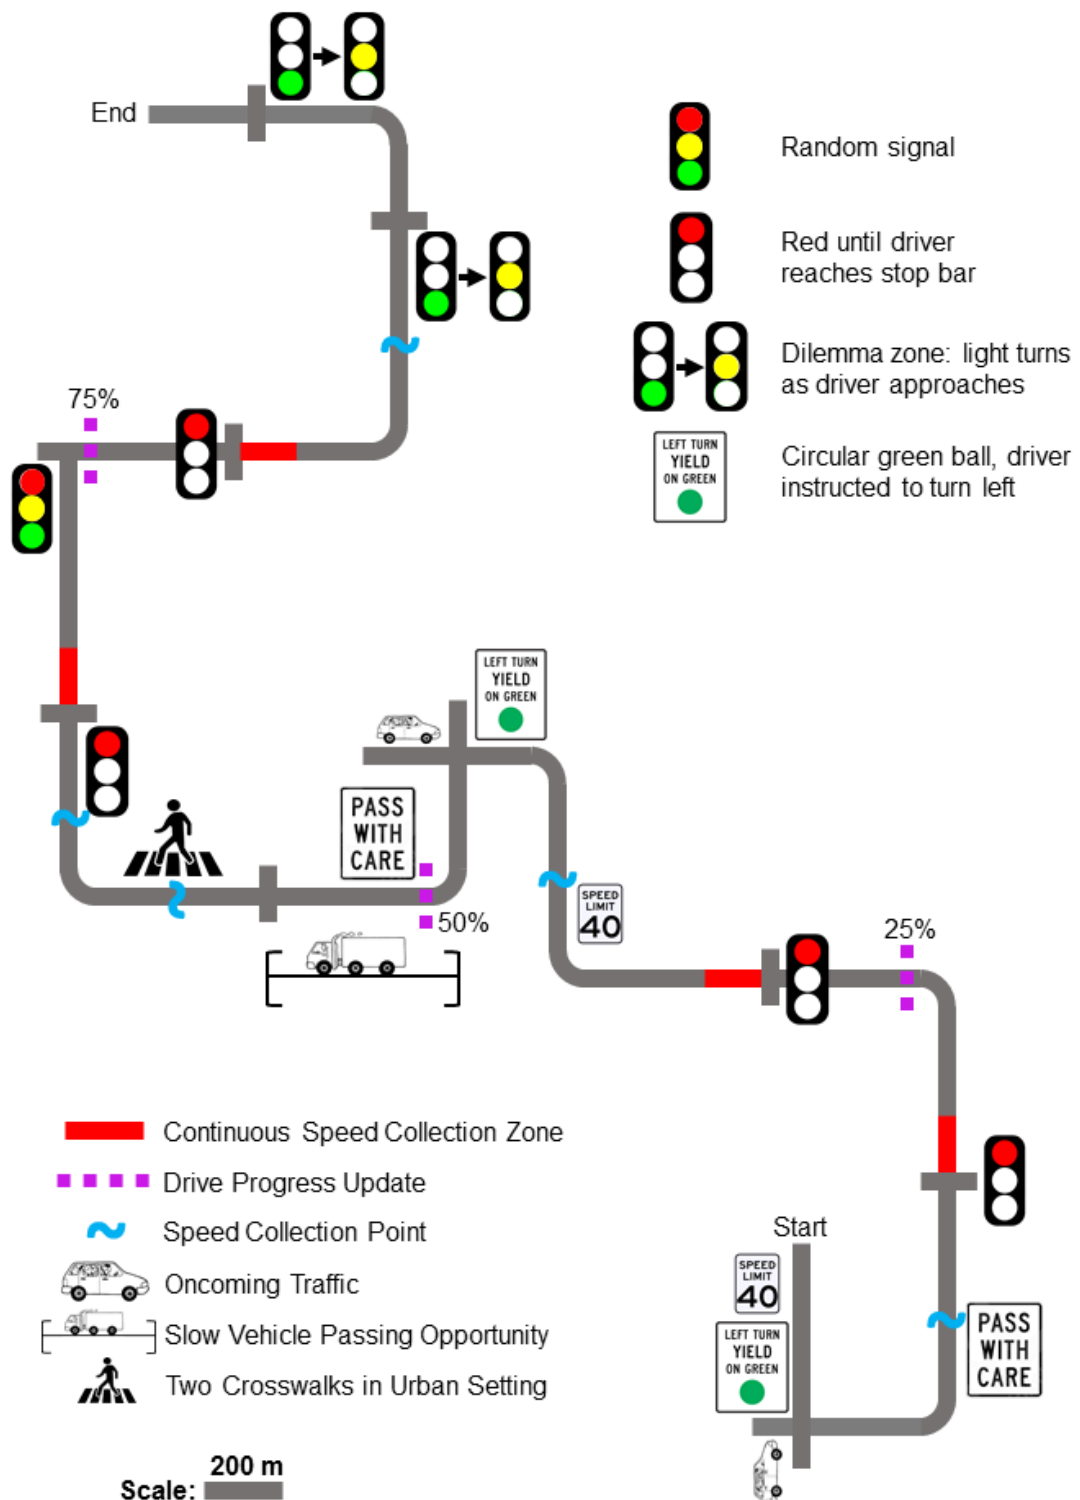 End
Random signal
Red until driver
reaches stop bar
Dilemma zone: light turns
as driver approaches
LEFT TURN
YIELD
ON GREEN
Circular green ball, driver
instructed to turn left
75%
LEFT TURN
YIELD
ON GREEN
PASS
WITH
CARE
50%
SPEED
LIMIT
40
25%
Continuous Speed Collection Zone
Drive Progress Update
Speed Collection Point
Oncoming Traffic
Slow Vehicle Passing Opportunity
Two Crosswalks in Urban Setting
Start
SPEED
LIMIT
40
LEFT TURN
YIELD
ON GREEN
PASS
WITH
CARE
200 m
Scale: